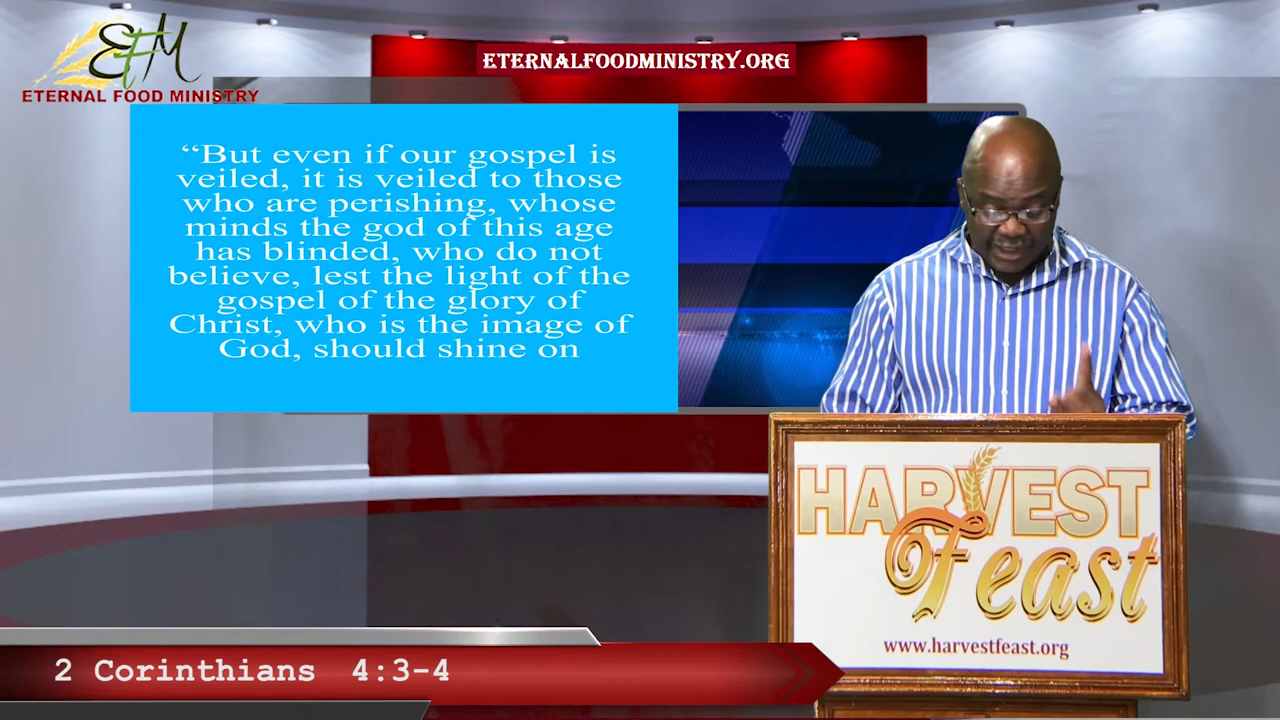 EFM
ETERNAL FOOD MINISTRY
ETERNALFOODMINISTRY.ORG
“But even if our gospel is
veiled, it is veiled to those
who are perishing, whose
minds the god of this age
has blinded, who do not
believe, lest the light of the
gospel of the glory of
Christ, who is the image of
God, should shine on
HARVEST
Feast
www.harvestfeast.org
2 Corinthians 4:3-4